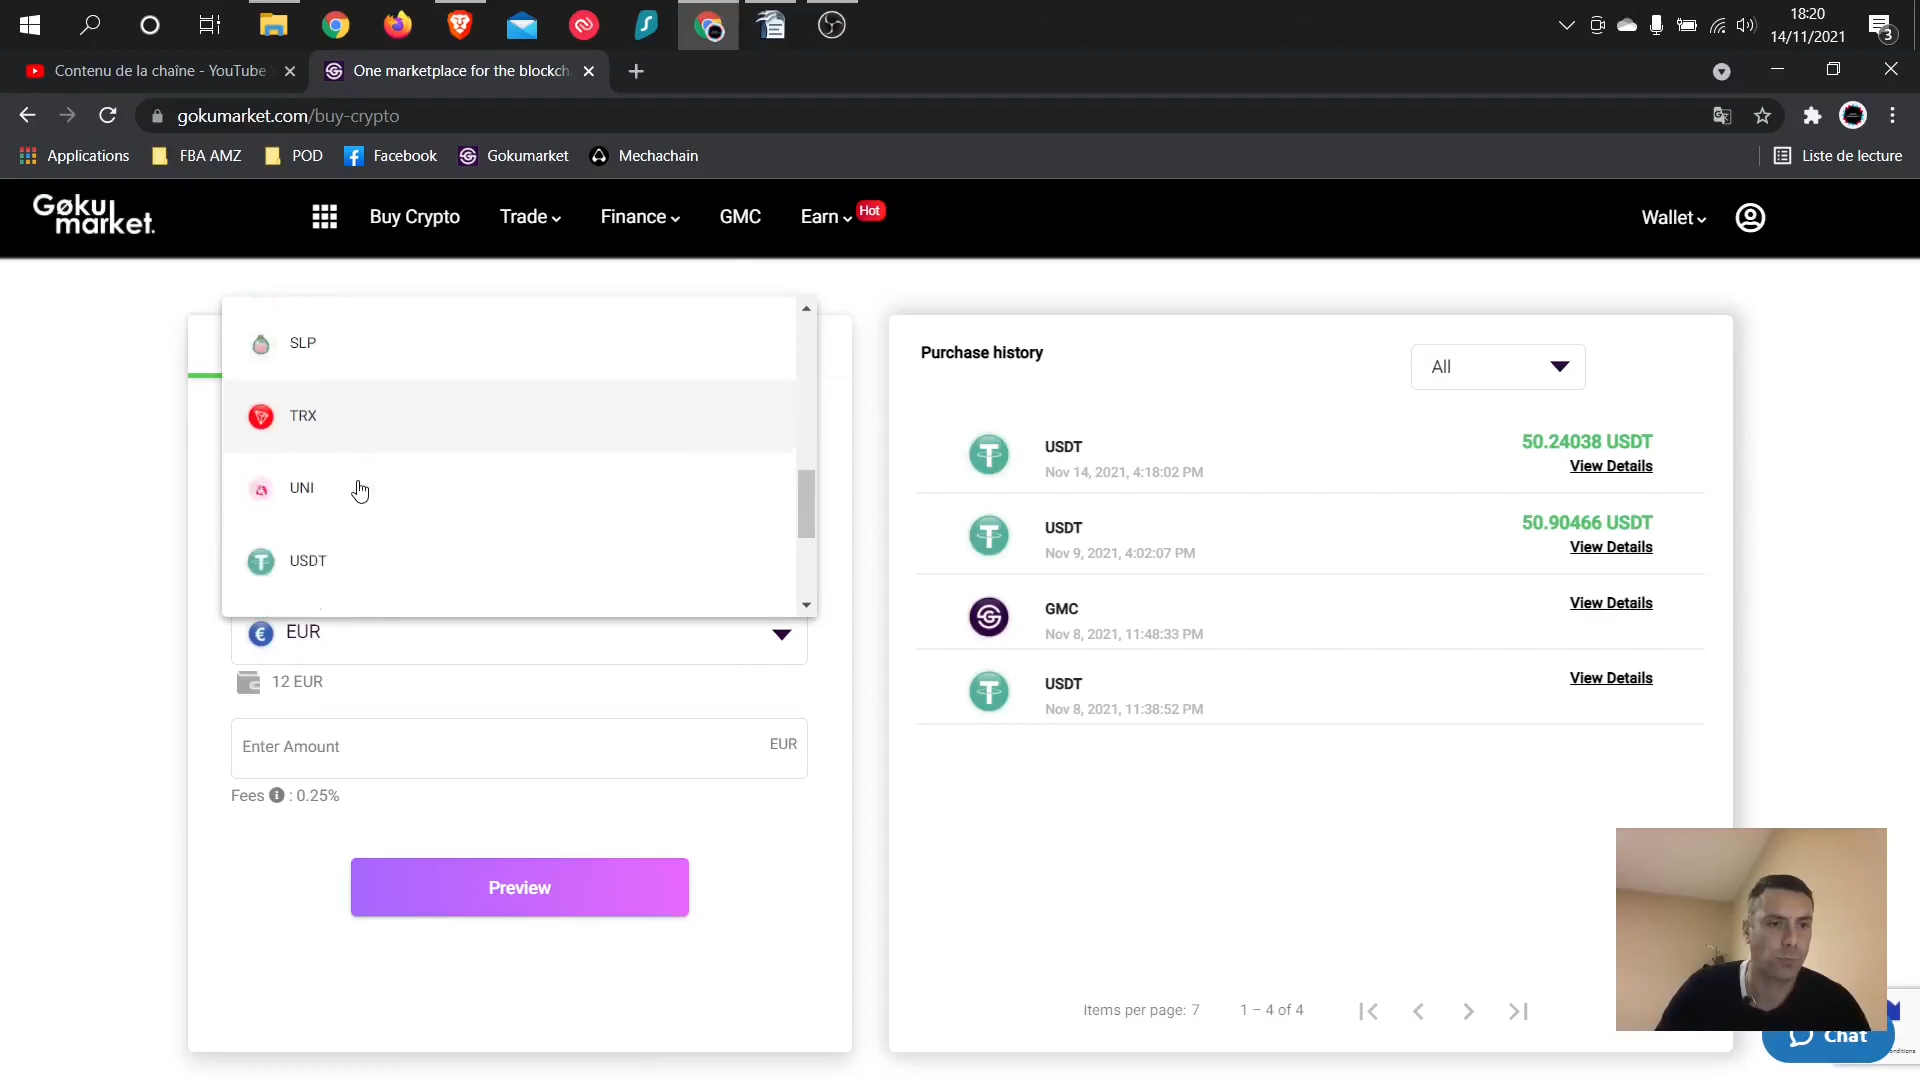 18:20
14/11/2021
3
Contenu de la chaîne - YouTube
One marketplace for the blockch
gokumarket.com/buy-crypto
Applications
FBA AMZ
POD
Facebook
Gokumarket
Mechachain
Liste de lecture
Gøku market.
Buy Crypto
Trade
Finance
GMC
Earn
Hot
Wallet
SLP
TRX
UNI
USDT
EUR
12 EUR
Enter Amount
EUR
Fees : 0.25%
Preview
Purchase history
All
USDT
50.24038 USDT
Nov 14, 2021, 4:18:02 PM
View Details
USDT
50.90466 USDT
Nov 9, 2021, 4:02:07 PM
View Details
GMC
View Details
Nov 8, 2021, 11:48:33 PM
USDT
View Details
Nov 8, 2021, 11:38:52 PM
Items per page: 7
1 – 4 of 4
Chat